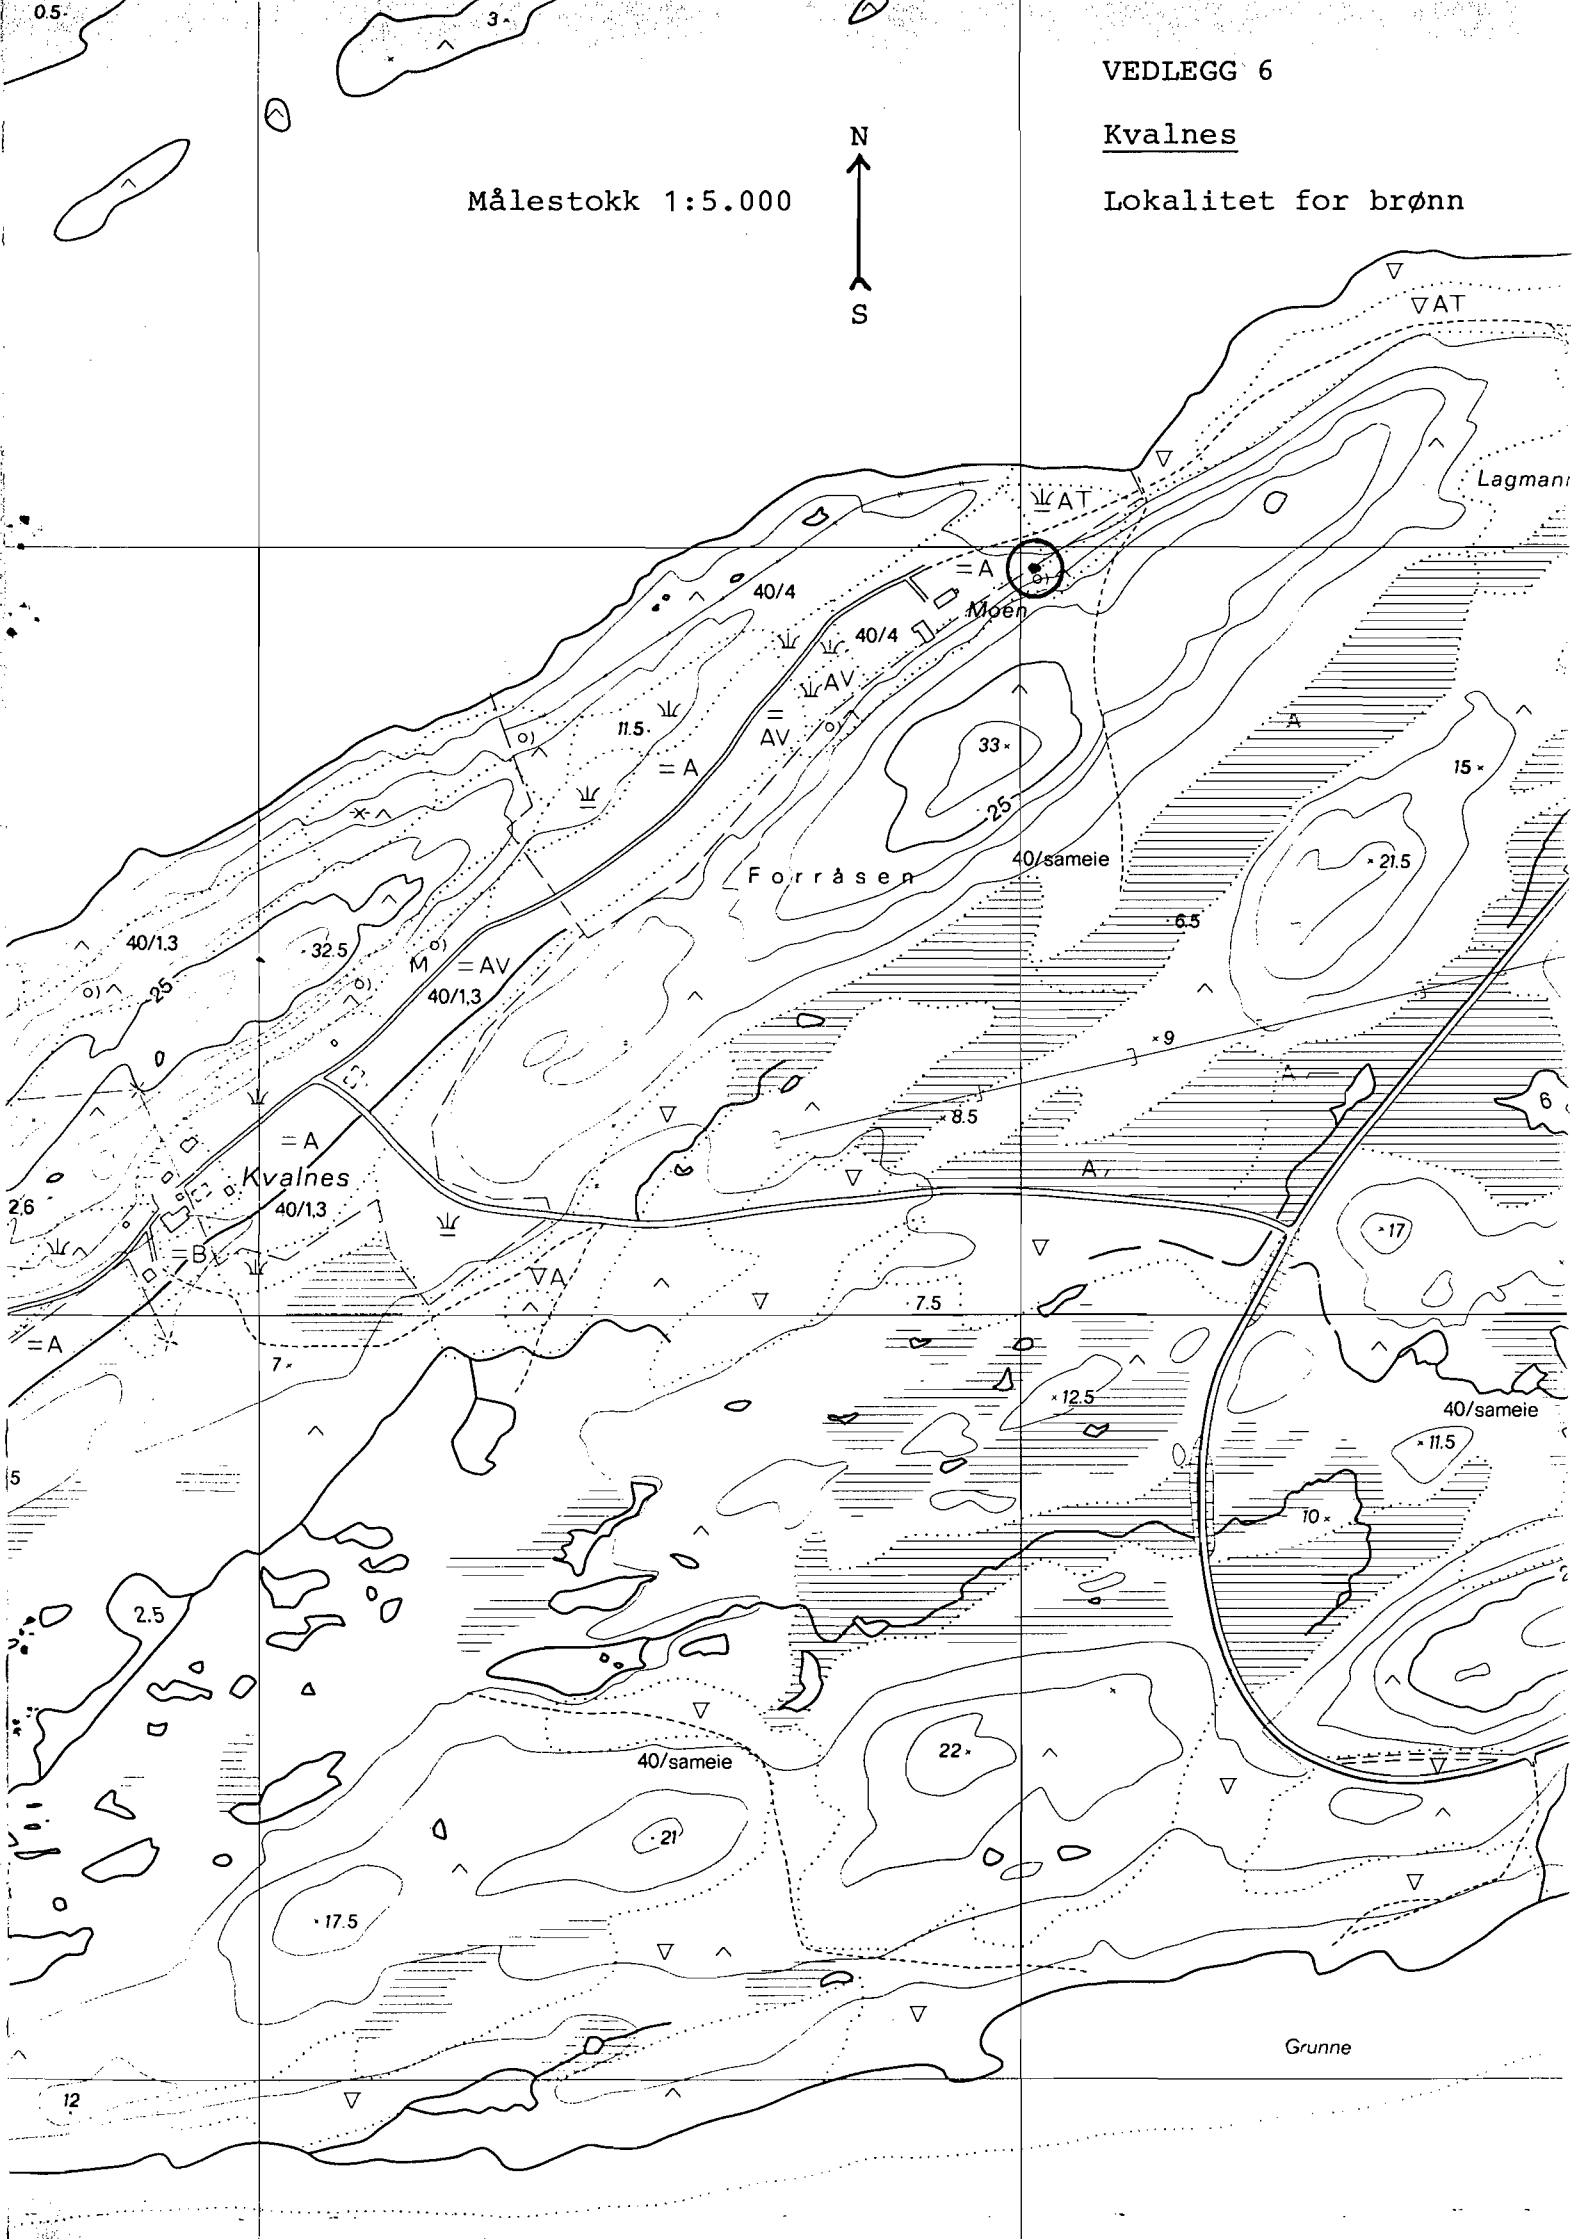 0.5
3
VEDLEGG 6
Kvalnes
N
Målestokk 1:5.000
Lokalitet for brønn
S
AT
Lagmann
AT
= A
40/4
Moen
40/4
AV
11.5
=
AV
A
33
= A
15
25
40/sameie
21.5
Forråsen
6.5
40/1,3
32.5
M
= AV
25
40/1,3
9
A
6
8.5
= A
A
Kvalnes
2,6
40/1,3
17
= B
A
7.5
= A
7
12.5
40/sameie
11.5
5
10
2.5
22
40/sameie
21
17.5
Grunne
12